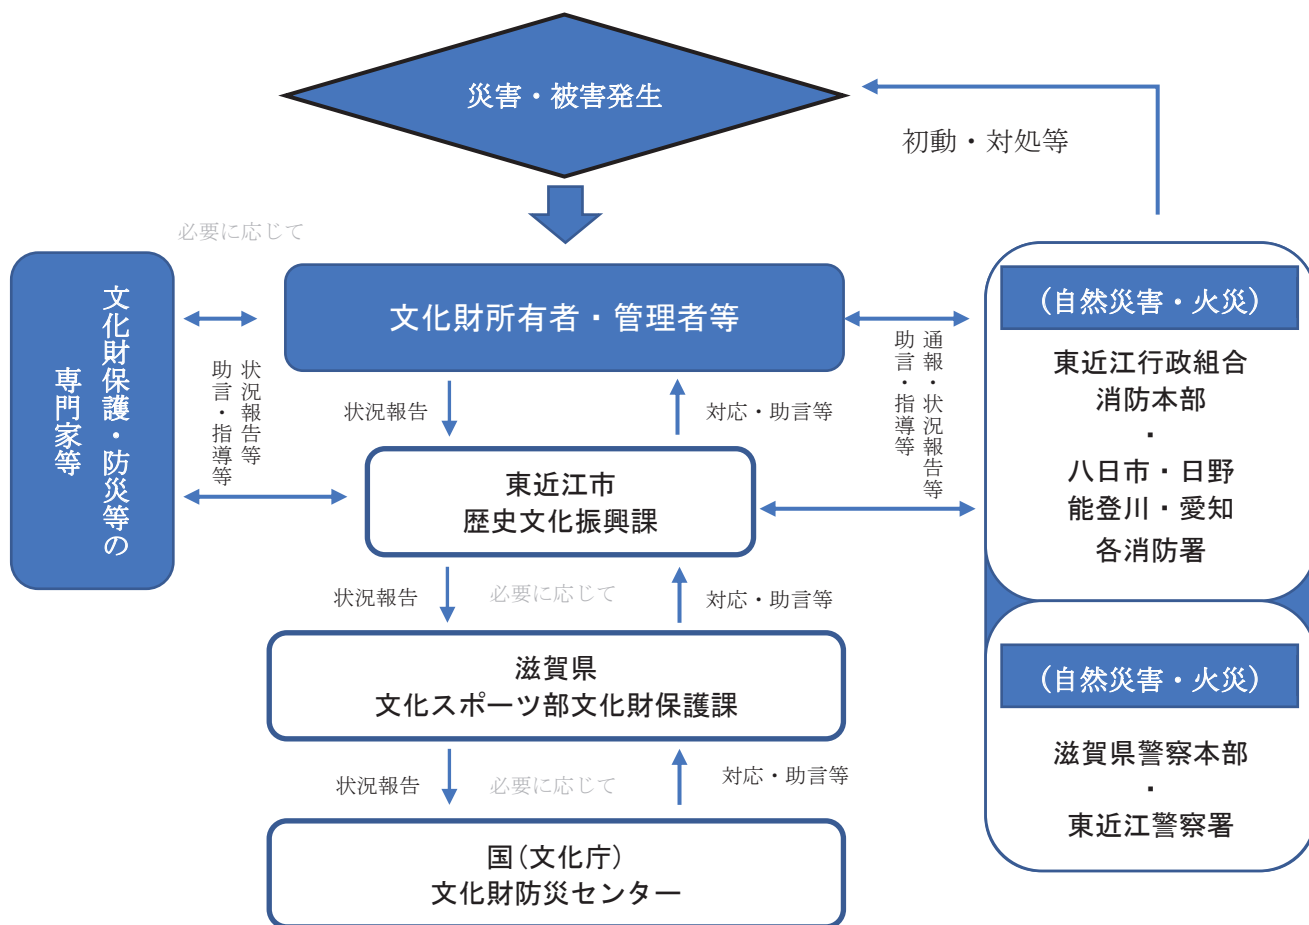 災害・被害発生
初動・対処等
必要に応じて
文化財保護・防災等の
専門家等
状況報告等
助言・指導等
文化財所有者・管理者等
通報・状況報告等
助言・指導等
状況報告
対応・助言等
東近江市
歴史文化振興課
状況報告
必要に応じて
対応・助言等
滋賀県
文化スポーツ部文化財保護課
状況報告
必要に応じて
対応・助言等
国(文化庁)
文化財防災センター
(自然災害・火災)
東近江行政組合
消防本部
・
八日市・日野
能登川・愛知
各消防署
(自然災害・火災)
滋賀県警察本部
・
東近江警察署